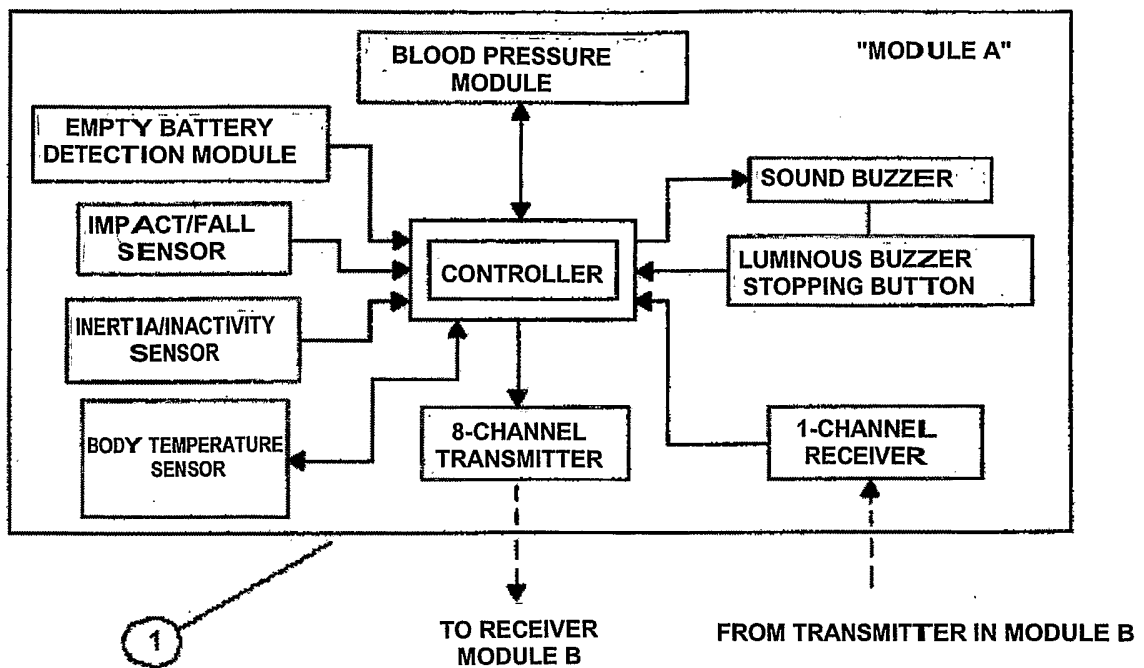 "MODULE A"
BLOOD PRESSURE
MODULE
EMPTY BATTERY
DETECTION MODULE
SOUND BUZZER
IMPACT/FALL
SENSOR
CONTROLLER
LUMINOUS BUZZER
STOPPING BUTTON
INERTIA/INACTIVITY
SENSOR
BODY TEMPERATURE
SENSOR
8-CHANNEL
TRANSMITTER
1-CHANNEL
RECEIVER
1
TO RECEIVER
MODULE B
FROM TRANSMITTER IN MODULE B